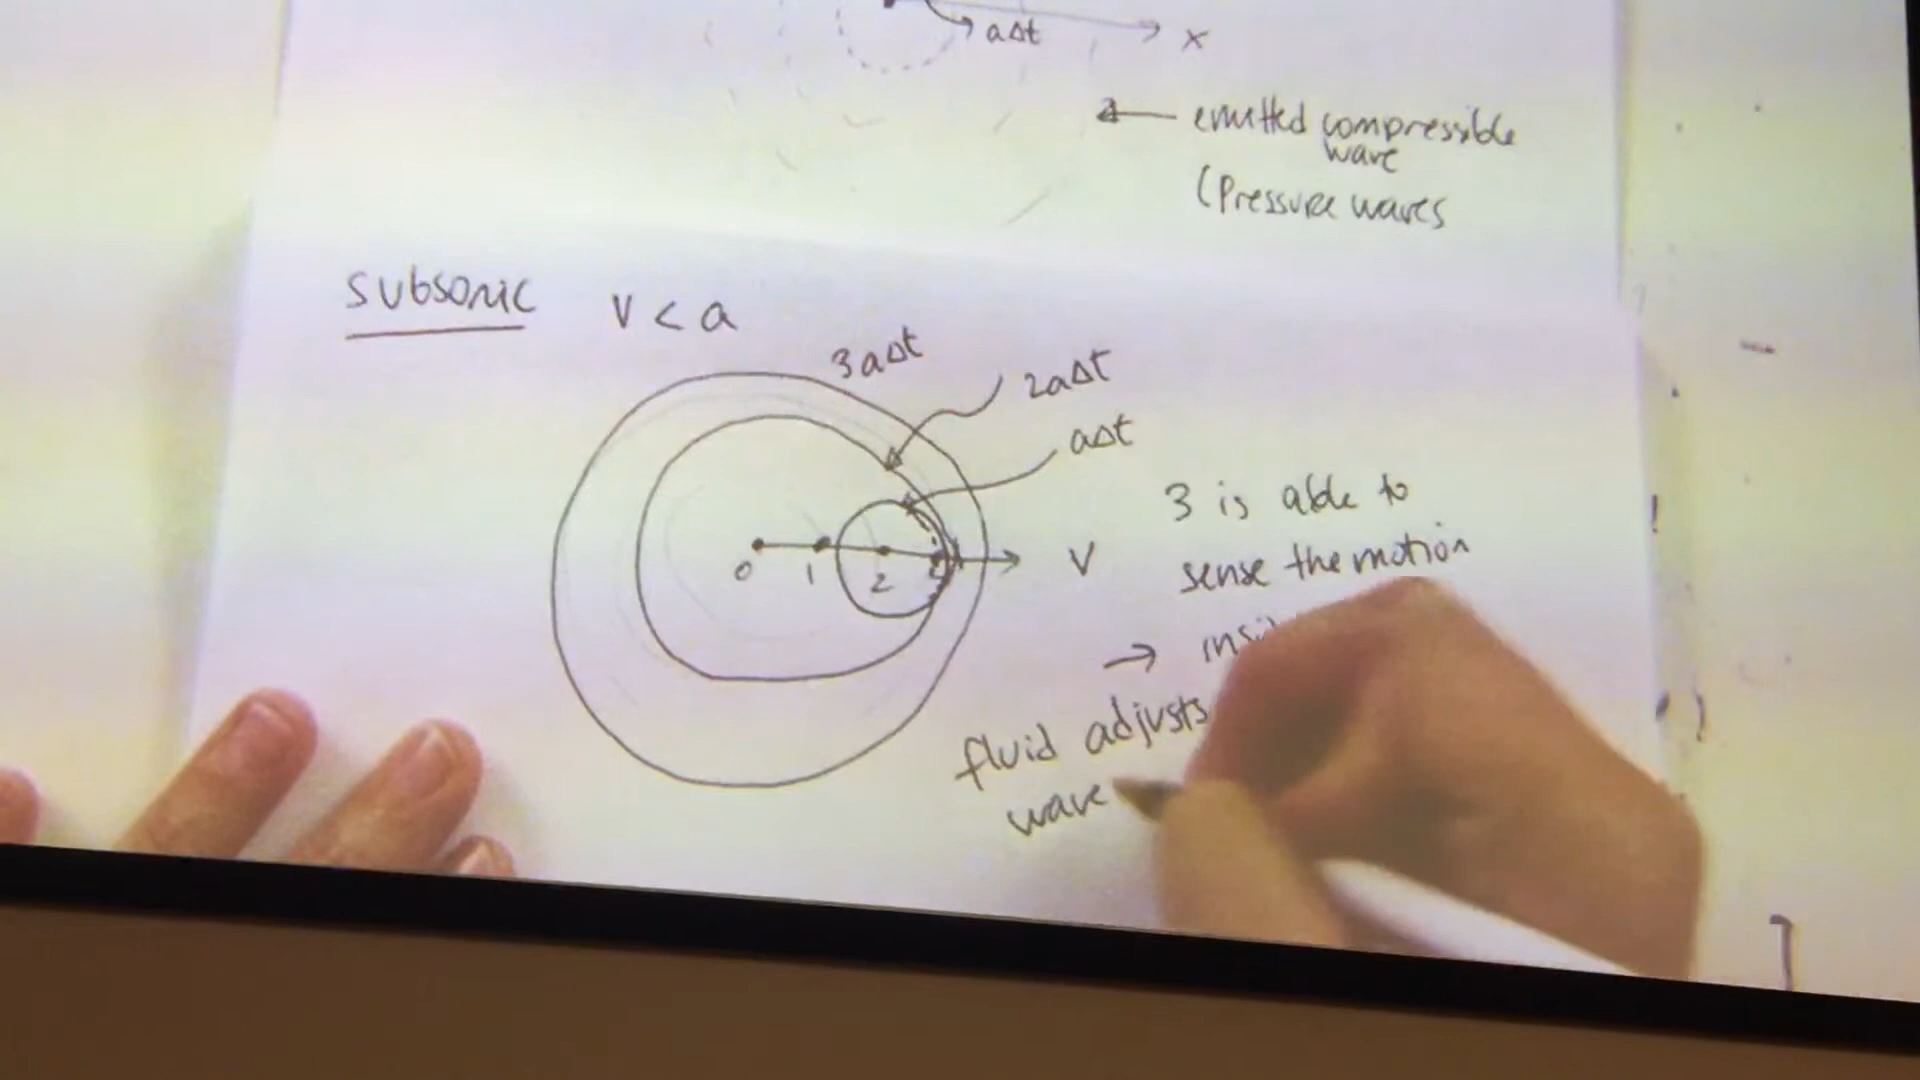 aΔt
x
emitted compressible
wave
(Pressure waves
subsonic V < a
3aΔt
2aΔt
aΔt
3 is able to
sense the motion
0 1 2
V
→
fluid adjusts
wave